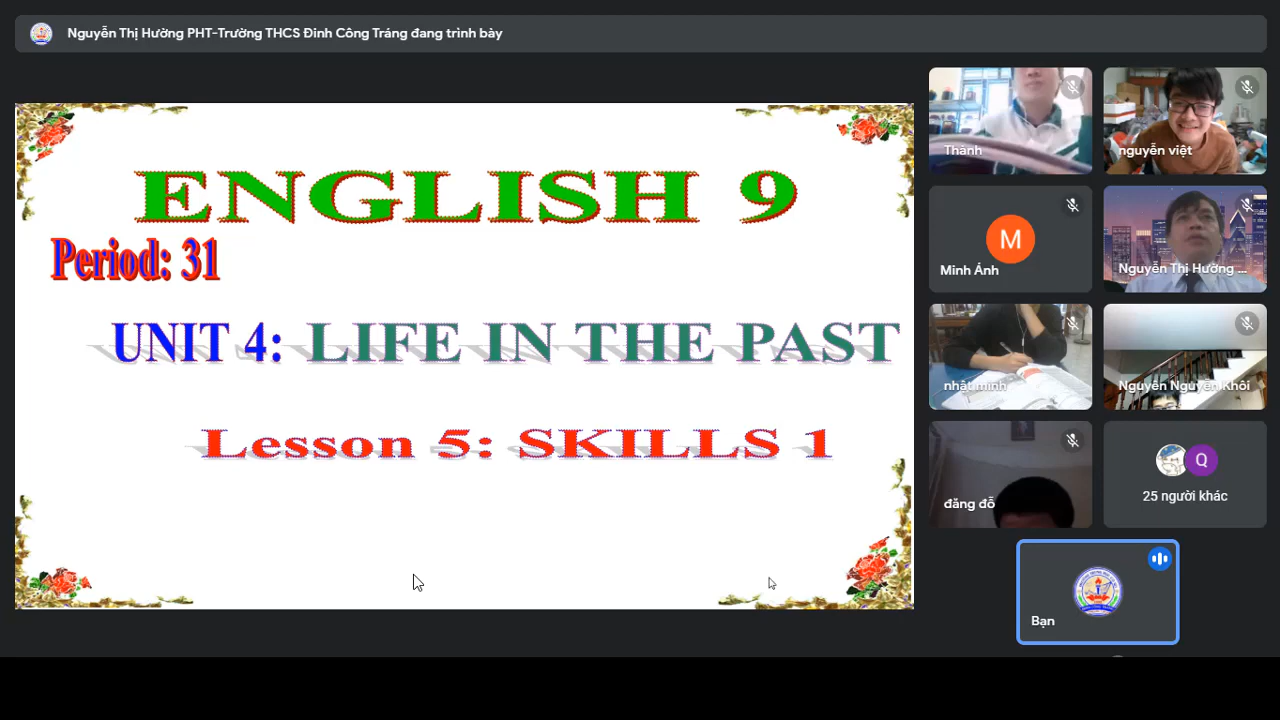 Nguyễn Thị Hường PHT-Trường THCS Đinh Công Tráng đang trình bày
ENGLISH 9
Period: 31
UNIT 4: LIFE IN THE PAST
Lesson 5: SKILLS 1
Thành
nguyễn việt
M
Minh Ánh
Nguyễn Thị Hường ...
nhật minh
Nguyễn Nguyên Khôi
đăng đỗ
Q
25 người khác
Bạn